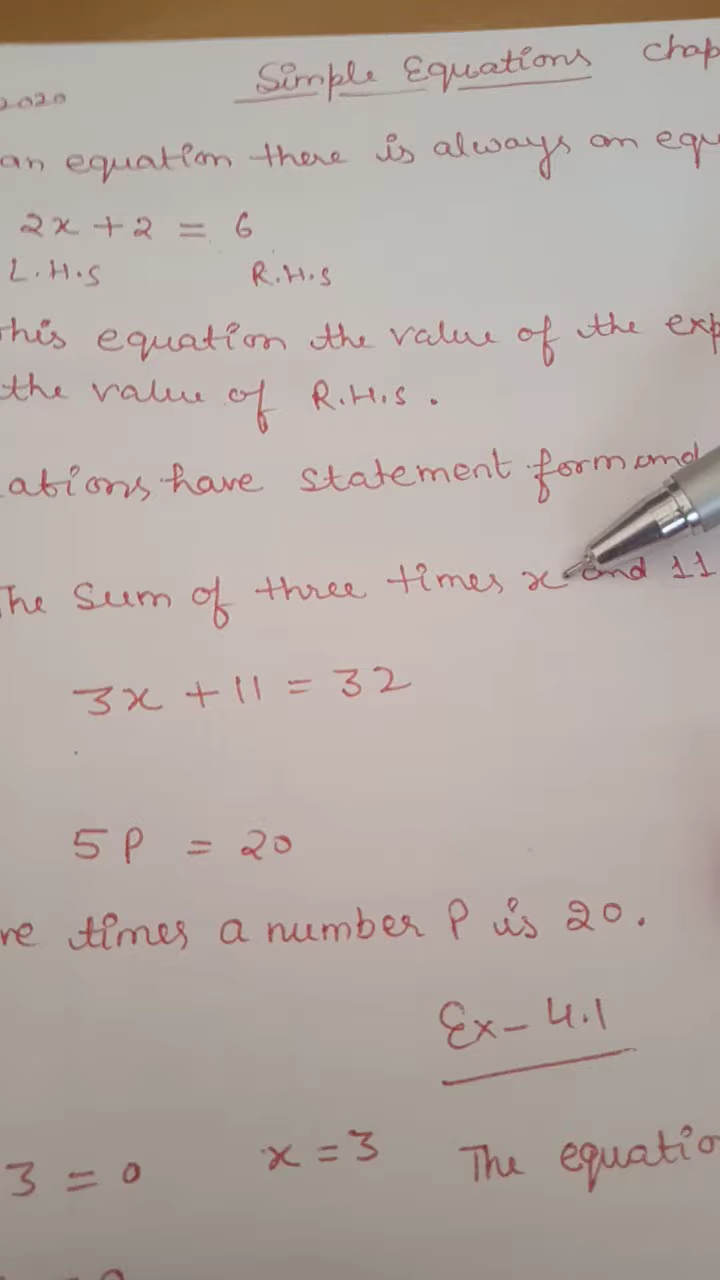 Simple Equations chap
2020
an equation there is always an equ
2x + 2 = 6
L.H.S R.H.S
this equation the value of the exp
the value of R.H.S.
ations have statement form and
The sum of three times x and 11
3x + 11 = 32
5P = 20
ve times a number P is 20.
Ex - 4.1
3 = 0 x = 3 The equatio